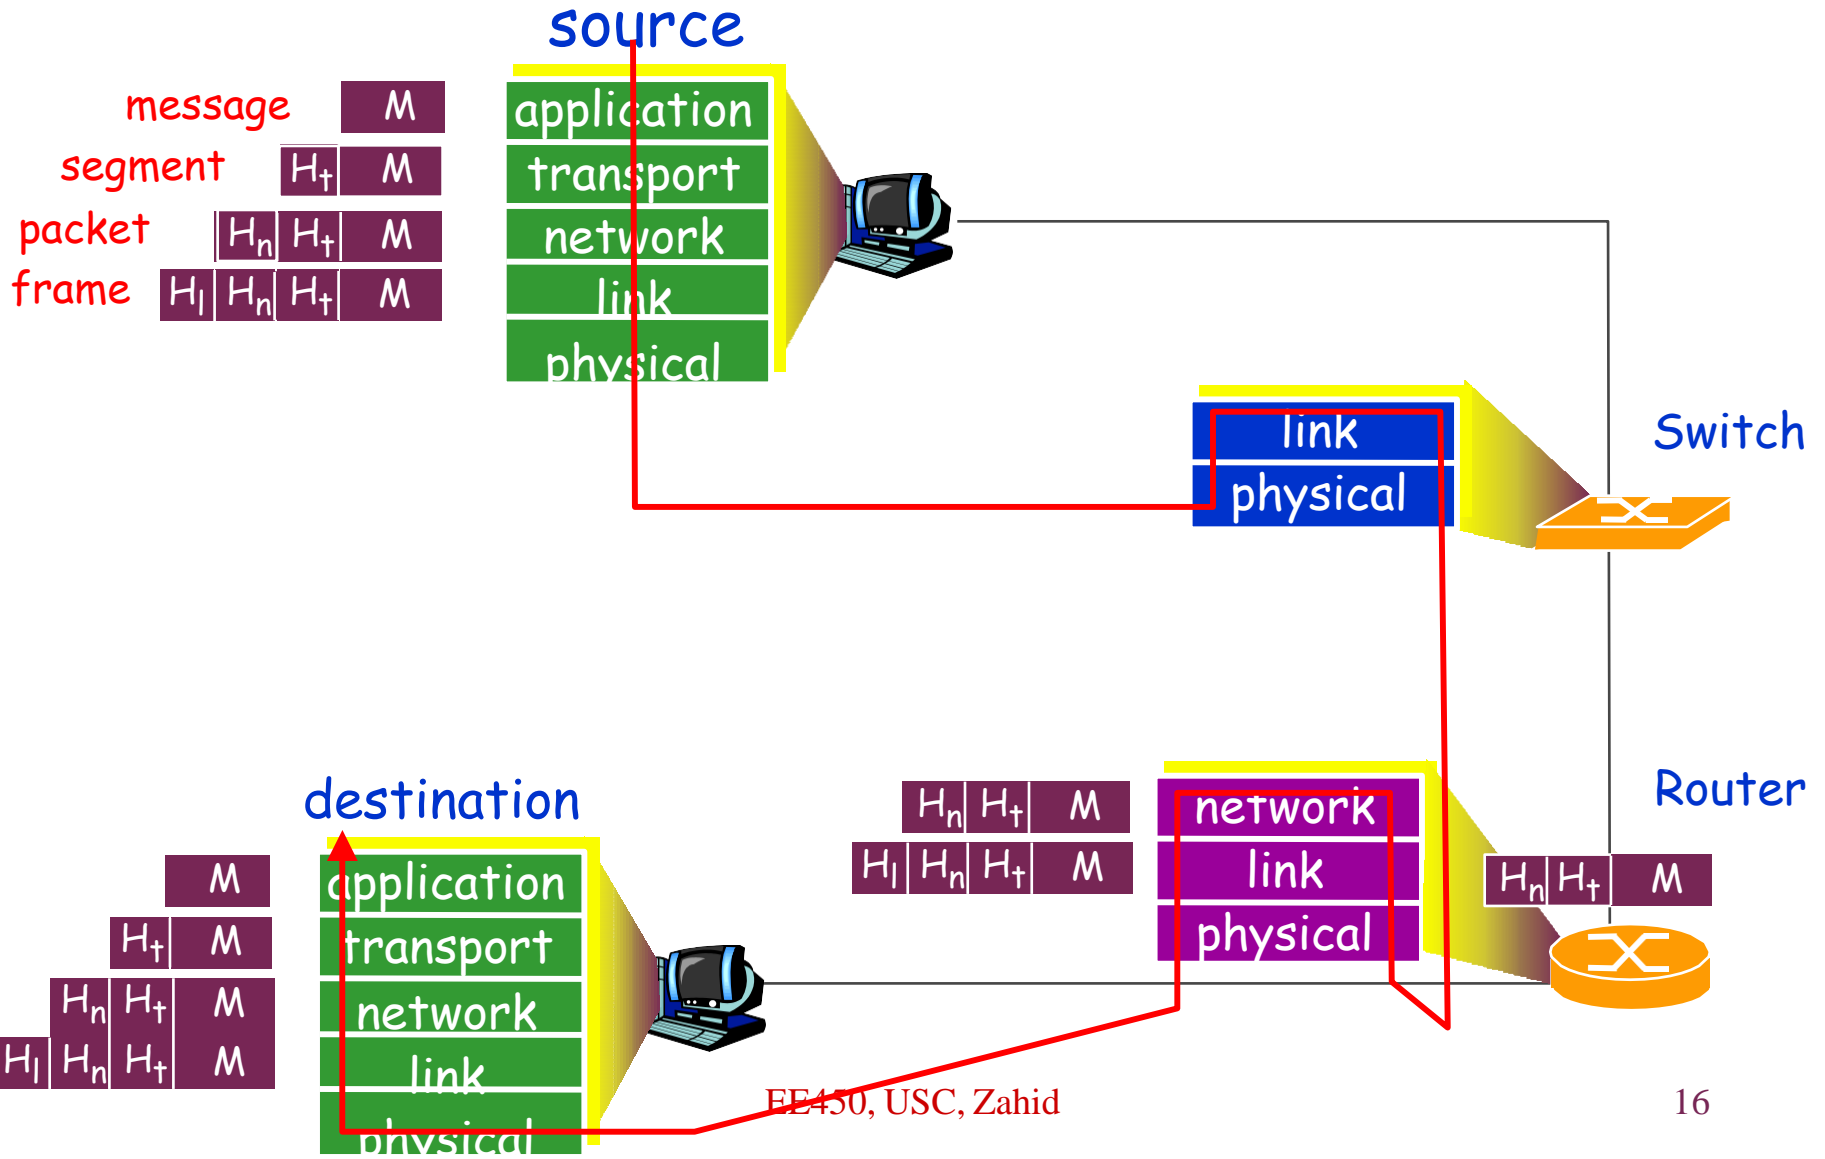 source
message M
segment Ht M
packet Hn Ht M
frame Hl Hn Ht M
application
transport
network
link
physical
link
physical
Switch
Router
Hn Ht M
Hl Hn Ht M
network
link
physical
Hn Ht M
destination
M
Ht M
Hn Ht M
Hl Hn Ht M
application
transport
network
link
physical
EE450, USC, Zahid
16